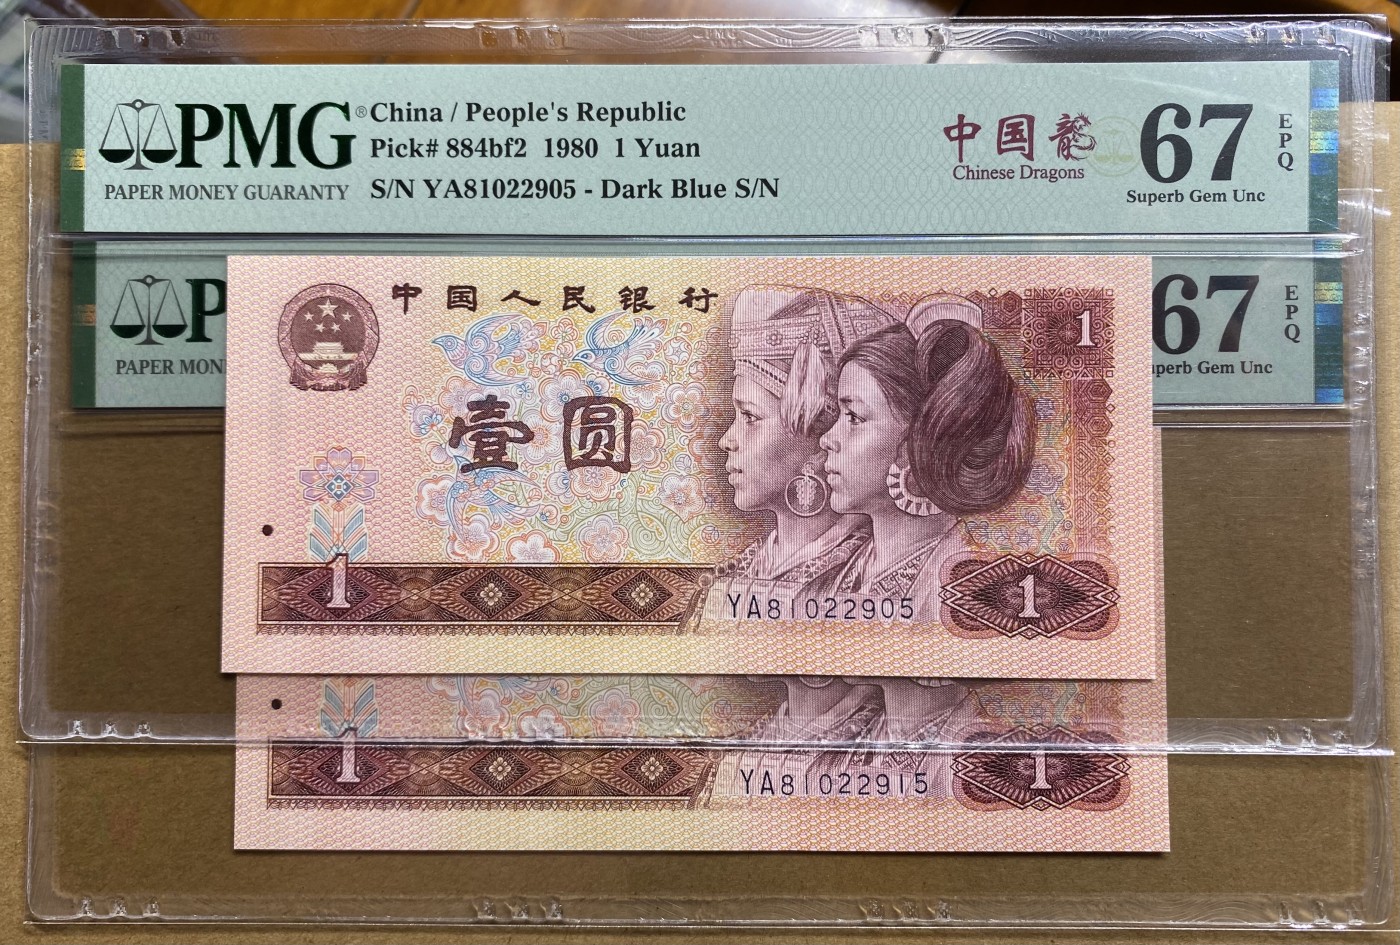 PMG®
PAPER MONEY GUARANTY
China / People's Republic
Pick# 884bf2 1980 1 Yuan
S/N YA81022905 - Dark Blue S/N
中国龍
Chinese Dragons
67
EPQ
Superb Gem Unc
P
PAPER MON
67
EPQ
perb Gem Unc
中国人民银行
1
壹圆
1
YA81022905
1
1
YA81022915
1